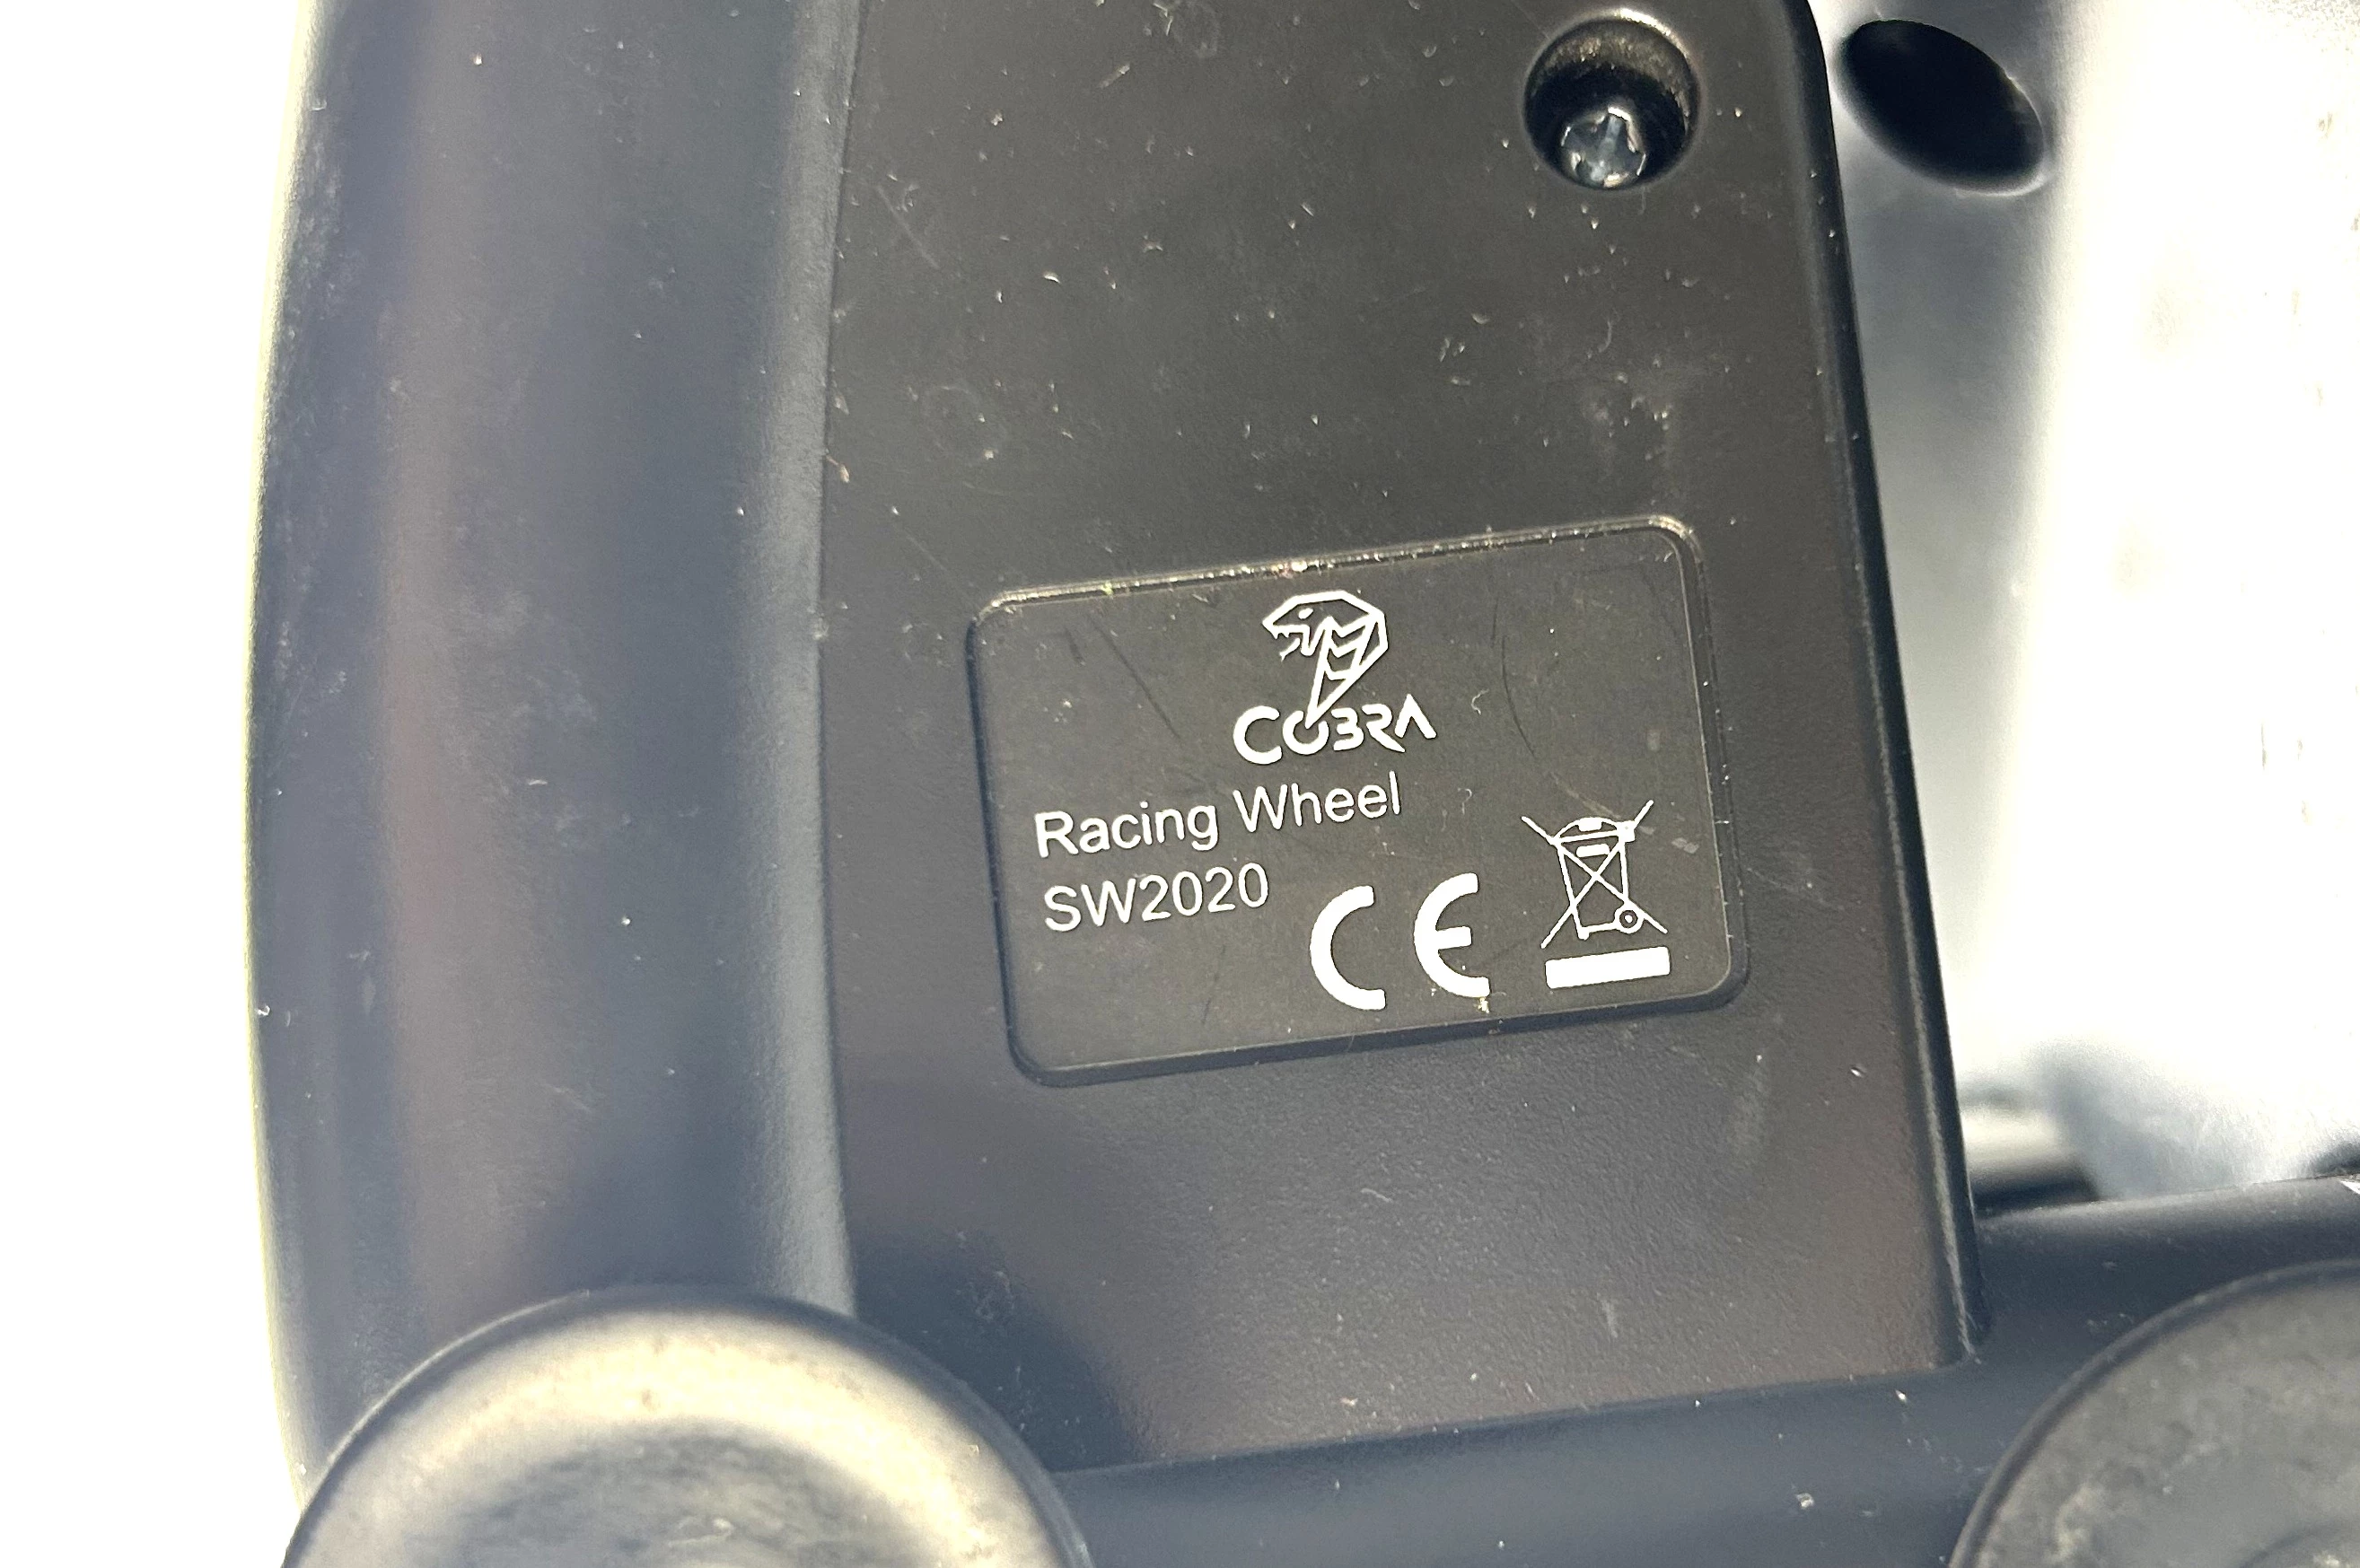 COBRA
Racing Wheel
SW2020
CE